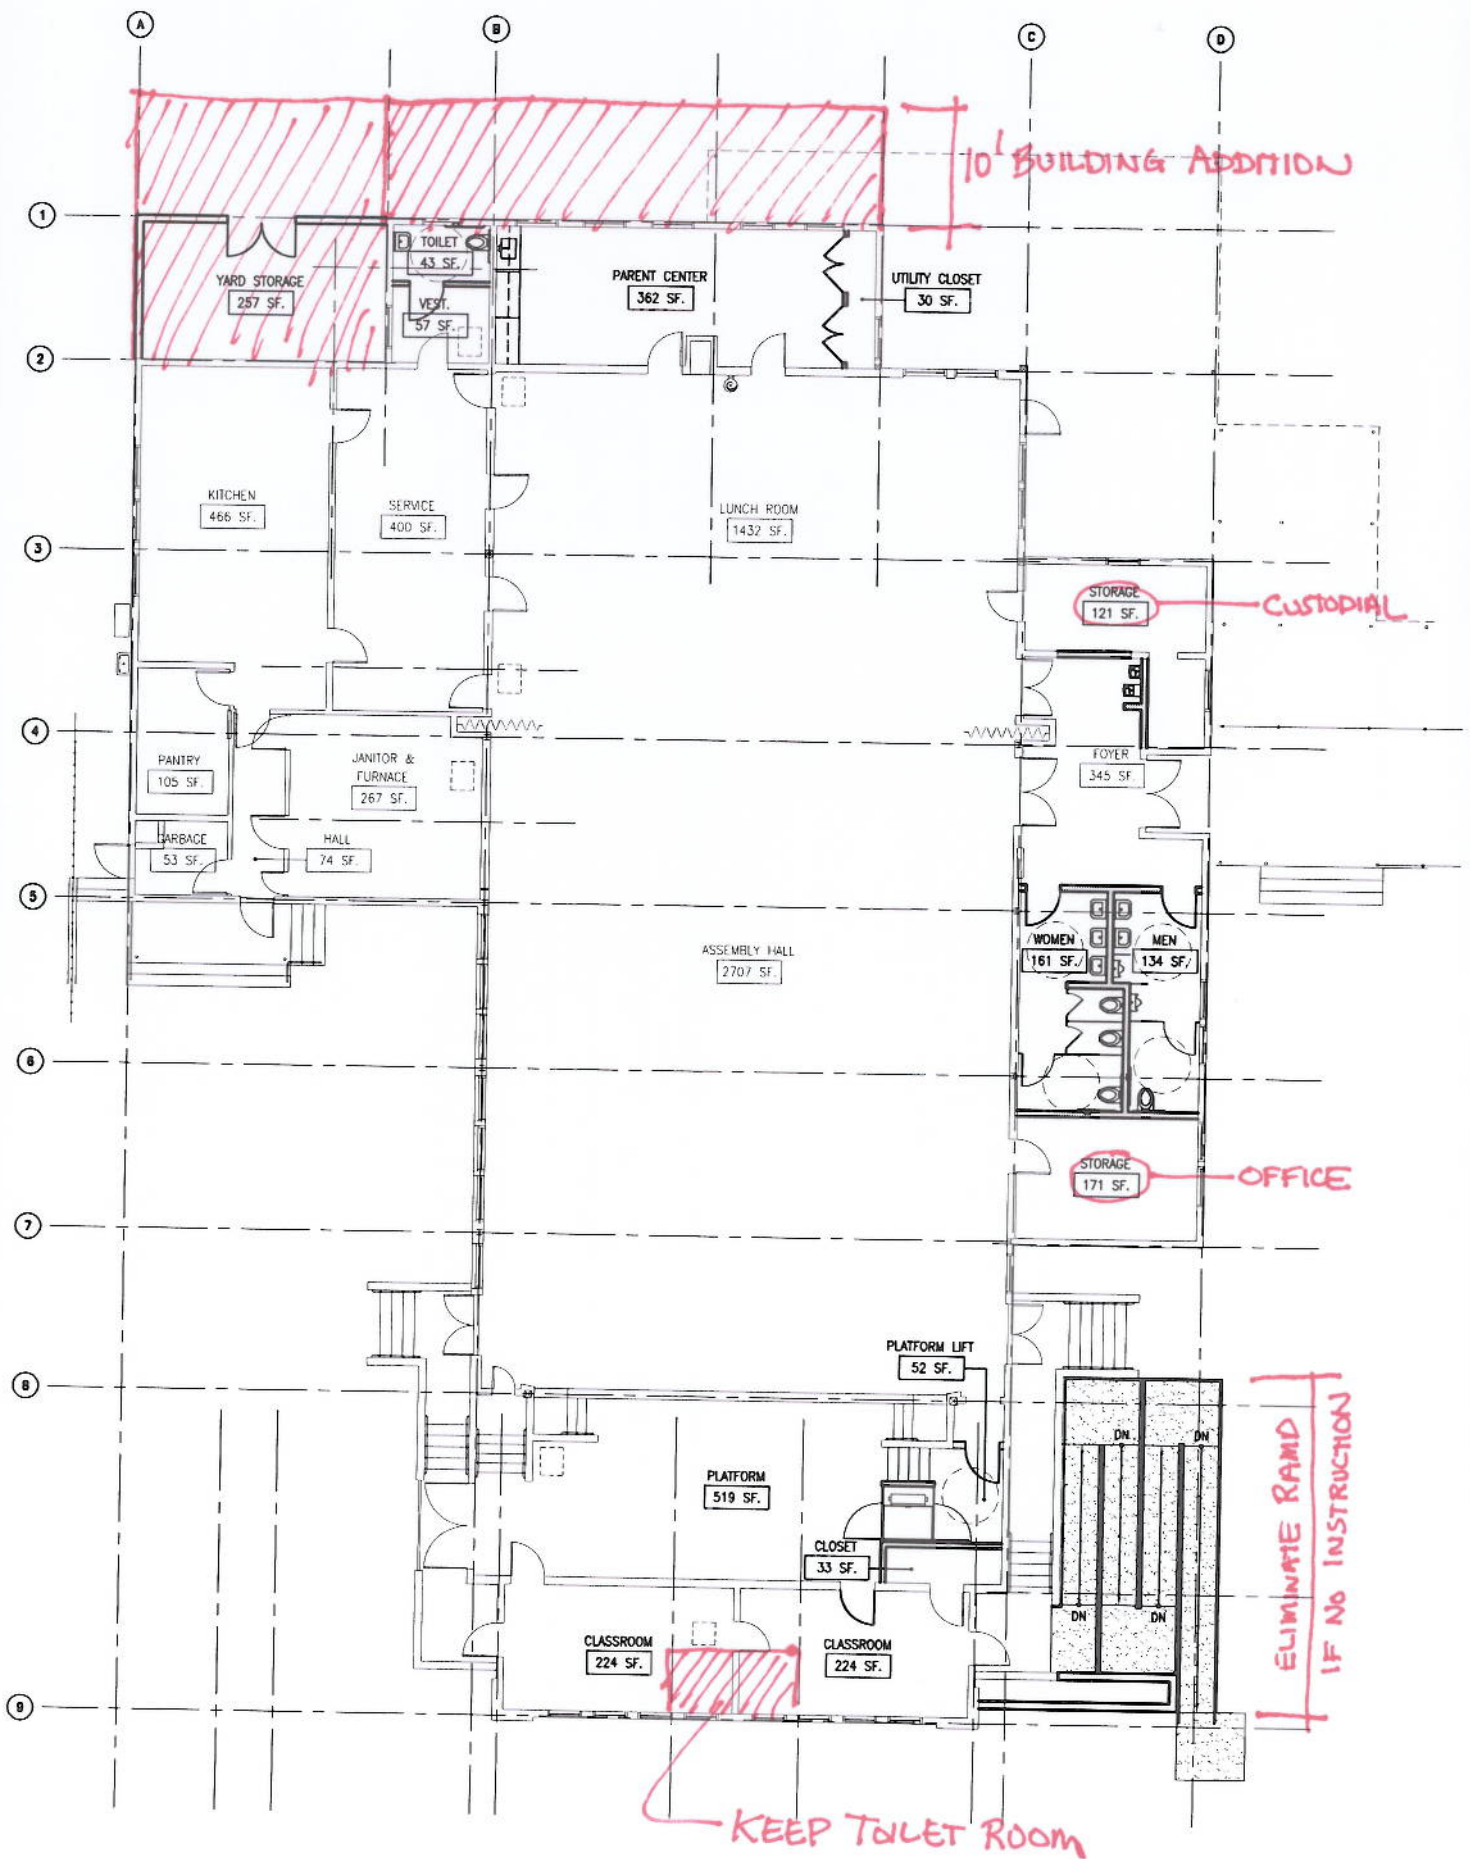 A
B
C
D
10' BUILDING ADDITION
1
TOILET
43 SF.
YARD STORAGE
257 SF.
PARENT CENTER
362 SF.
UTILITY CLOSET
30 SF.
VEST.
57 SF.
2
KITCHEN
466 SF.
SERVICE
400 SF.
LUNCH ROOM
1432 SF.
3
STORAGE
121 SF.
CUSTODIAL
4
PANTRY
105 SF.
JANITOR &
FURNACE
267 SF.
FOYER
345 SF.
GARBAGE
53 SF.
HALL
74 SF.
5
ASSEMBLY HALL
2707 SF.
WOMEN
161 SF.
MEN
134 SF.
6
STORAGE
171 SF.
OFFICE
7
PLATFORM LIFT
52 SF.
8
DN
DN
PLATFORM
519 SF.
CLOSET
33 SF.
ELIMINATE RAMP
IF NO INSTRUCTION
DN
DN
CLASSROOM
224 SF.
CLASSROOM
224 SF.
9
KEEP TOILET ROOM